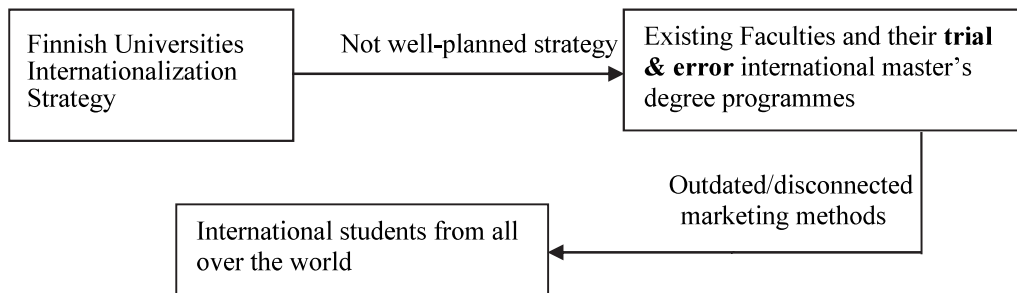 Finnish Universities
Internationalization
Strategy
Not well-planned strategy
Existing Faculties and their trial
& error international master's
degree programmes
Outdated/disconnected
marketing methods
International students from all
over the world